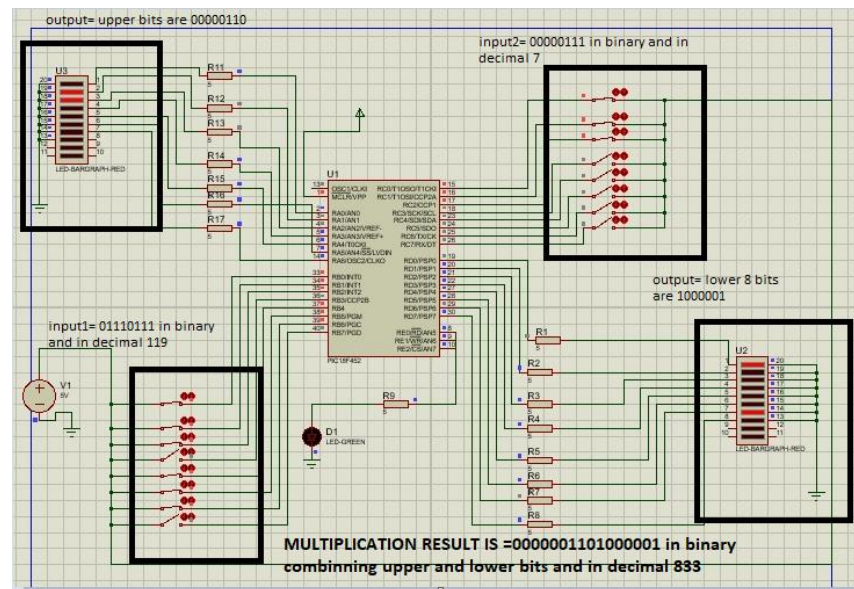 output= upper bits are 00000110
input2= 00000111 in binary and in
decimal 7
U3
LED-BARGRAPH-RED
R11
R12
R13
R14
R15
R16
R17
U1
OSC1/CLKI
MCLR/VPP
RA0/AN0
RA1/AN1
RA2/AN2/VREF-
RA3/AN3/VREF+
RA4/T0CKI
RA5/AN4/SS/LVDIN
RA6/OSC2/CLKO
RB0/INT0
RB1/INT1
RB2/INT2
RB3/CCP2B
RB4
RB5/PGM
RB6/PGC
RB7/PGD
RC0/T1OSO/T1CKI
RC1/T1OSI/CCP2A
RC2/CCP1
RC3/SCK/SCL
RC4/SDI/SDA
RC5/SDO
RC6/TX/CK
RC7/RX/DT
RD0/PSP0
RD1/PSP1
RD2/PSP2
RD3/PSP3
RD4/PSP4
RD5/PSP5
RD6/PSP6
RD7/PSP7
RE0/RD/AN5
RE1/WR/AN6
RE2/CS/AN7
PIC18F452
output= lower 8 bits
are 1000001
input1= 01110111 in binary
and in decimal 119
V1
5V
R9
D1
LED-GREEN
R1
R2
R3
R4
R5
R6
R7
R8
U2
LED-BARGRAPH-RED
MULTIPLICATION RESULT IS =0000001101000001 in binary
combinning upper and lower bits and in decimal 833